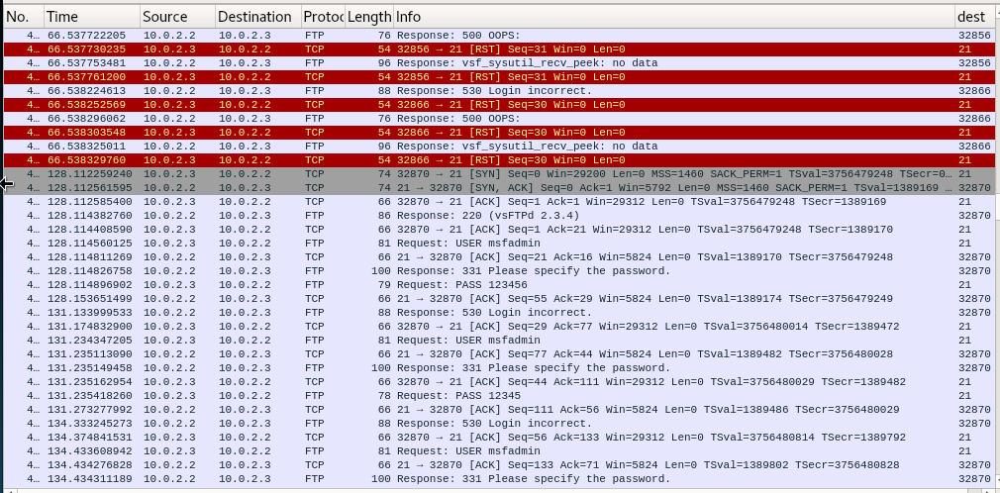 No. Time Source Destination Protoc Length Info dest
4… 66.537722205 10.0.2.2 10.0.2.3 FTP 76 Response: 500 OOPS: 32856
4… 66.537730235 10.0.2.3 10.0.2.2 TCP 54 32856 → 21 [RST] Seq=31 Win=0 Len=0 21
4… 66.537753481 10.0.2.2 10.0.2.3 FTP 96 Response: vsf_sysutil_recv_peek: no data 32856
4… 66.537761200 10.0.2.3 10.0.2.2 TCP 54 32856 → 21 [RST] Seq=31 Win=0 Len=0 21
4… 66.538224613 10.0.2.2 10.0.2.3 FTP 88 Response: 530 Login incorrect. 32866
4… 66.538252569 10.0.2.3 10.0.2.2 TCP 54 32866 → 21 [RST] Seq=30 Win=0 Len=0 21
4… 66.538296062 10.0.2.2 10.0.2.3 FTP 76 Response: 500 OOPS: 32866
4… 66.538303548 10.0.2.3 10.0.2.2 TCP 54 32866 → 21 [RST] Seq=30 Win=0 Len=0 21
4… 66.538325011 10.0.2.2 10.0.2.3 FTP 96 Response: vsf_sysutil_recv_peek: no data 32866
4… 66.538329760 10.0.2.3 10.0.2.2 TCP 54 32866 → 21 [RST] Seq=30 Win=0 Len=0 21
4… 128.112259240 10.0.2.3 10.0.2.2 TCP 74 32870 → 21 [SYN] Seq=0 Win=29200 Len=0 MSS=1460 SACK_PERM=1 TSval=3756479248 TSecr=0… 21
4… 128.112561595 10.0.2.2 10.0.2.3 TCP 74 21 → 32870 [SYN, ACK] Seq=0 Ack=1 Win=5792 Len=0 MSS=1460 SACK_PERM=1 TSval=1389169 … 32870
4… 128.112585400 10.0.2.3 10.0.2.2 TCP 66 32870 → 21 [ACK] Seq=1 Ack=1 Win=29312 Len=0 TSval=3756479248 TSecr=1389169 21
4… 128.114382760 10.0.2.2 10.0.2.3 FTP 86 Response: 220 (vsFTPd 2.3.4) 32870
4… 128.114408590 10.0.2.3 10.0.2.2 TCP 66 32870 → 21 [ACK] Seq=1 Ack=21 Win=29312 Len=0 TSval=3756479248 TSecr=1389170 21
4… 128.114560125 10.0.2.3 10.0.2.2 FTP 81 Request: USER msfadmin 21
4… 128.114811269 10.0.2.2 10.0.2.3 TCP 66 21 → 32870 [ACK] Seq=21 Ack=16 Win=5824 Len=0 TSval=1389170 TSecr=3756479248 32870
4… 128.114826758 10.0.2.2 10.0.2.3 FTP 100 Response: 331 Please specify the password. 32870
4… 128.114896902 10.0.2.3 10.0.2.2 FTP 79 Request: PASS 123456 21
4… 128.153651499 10.0.2.2 10.0.2.3 TCP 66 21 → 32870 [ACK] Seq=55 Ack=29 Win=5824 Len=0 TSval=1389174 TSecr=3756479249 32870
4… 131.133999533 10.0.2.2 10.0.2.3 FTP 88 Response: 530 Login incorrect. 32870
4… 131.174832900 10.0.2.3 10.0.2.2 TCP 66 32870 → 21 [ACK] Seq=29 Ack=77 Win=29312 Len=0 TSval=3756480014 TSecr=1389472 21
4… 131.234347205 10.0.2.3 10.0.2.2 FTP 81 Request: USER msfadmin 21
4… 131.235113090 10.0.2.2 10.0.2.3 TCP 66 21 → 32870 [ACK] Seq=77 Ack=44 Win=5824 Len=0 TSval=1389482 TSecr=3756480028 32870
4… 131.235149458 10.0.2.2 10.0.2.3 FTP 100 Response: 331 Please specify the password. 32870
4… 131.235162954 10.0.2.3 10.0.2.2 TCP 66 32870 → 21 [ACK] Seq=44 Ack=111 Win=29312 Len=0 TSval=3756480029 TSecr=1389482 21
4… 131.235418260 10.0.2.3 10.0.2.2 FTP 78 Request: PASS 12345 21
4… 131.273277992 10.0.2.2 10.0.2.3 TCP 66 21 → 32870 [ACK] Seq=111 Ack=56 Win=5824 Len=0 TSval=1389486 TSecr=3756480029 32870
4… 134.333245273 10.0.2.2 10.0.2.3 FTP 88 Response: 530 Login incorrect. 32870
4… 134.374841531 10.0.2.3 10.0.2.2 TCP 66 32870 → 21 [ACK] Seq=56 Ack=133 Win=29312 Len=0 TSval=3756480814 TSecr=1389792 21
4… 134.433608942 10.0.2.3 10.0.2.2 FTP 81 Request: USER msfadmin 21
4… 134.434276828 10.0.2.2 10.0.2.3 TCP 66 21 → 32870 [ACK] Seq=133 Ack=71 Win=5824 Len=0 TSval=1389802 TSecr=3756480828 32870
4… 134.434311189 10.0.2.2 10.0.2.3 FTP 100 Response: 331 Please specify the password. 32870